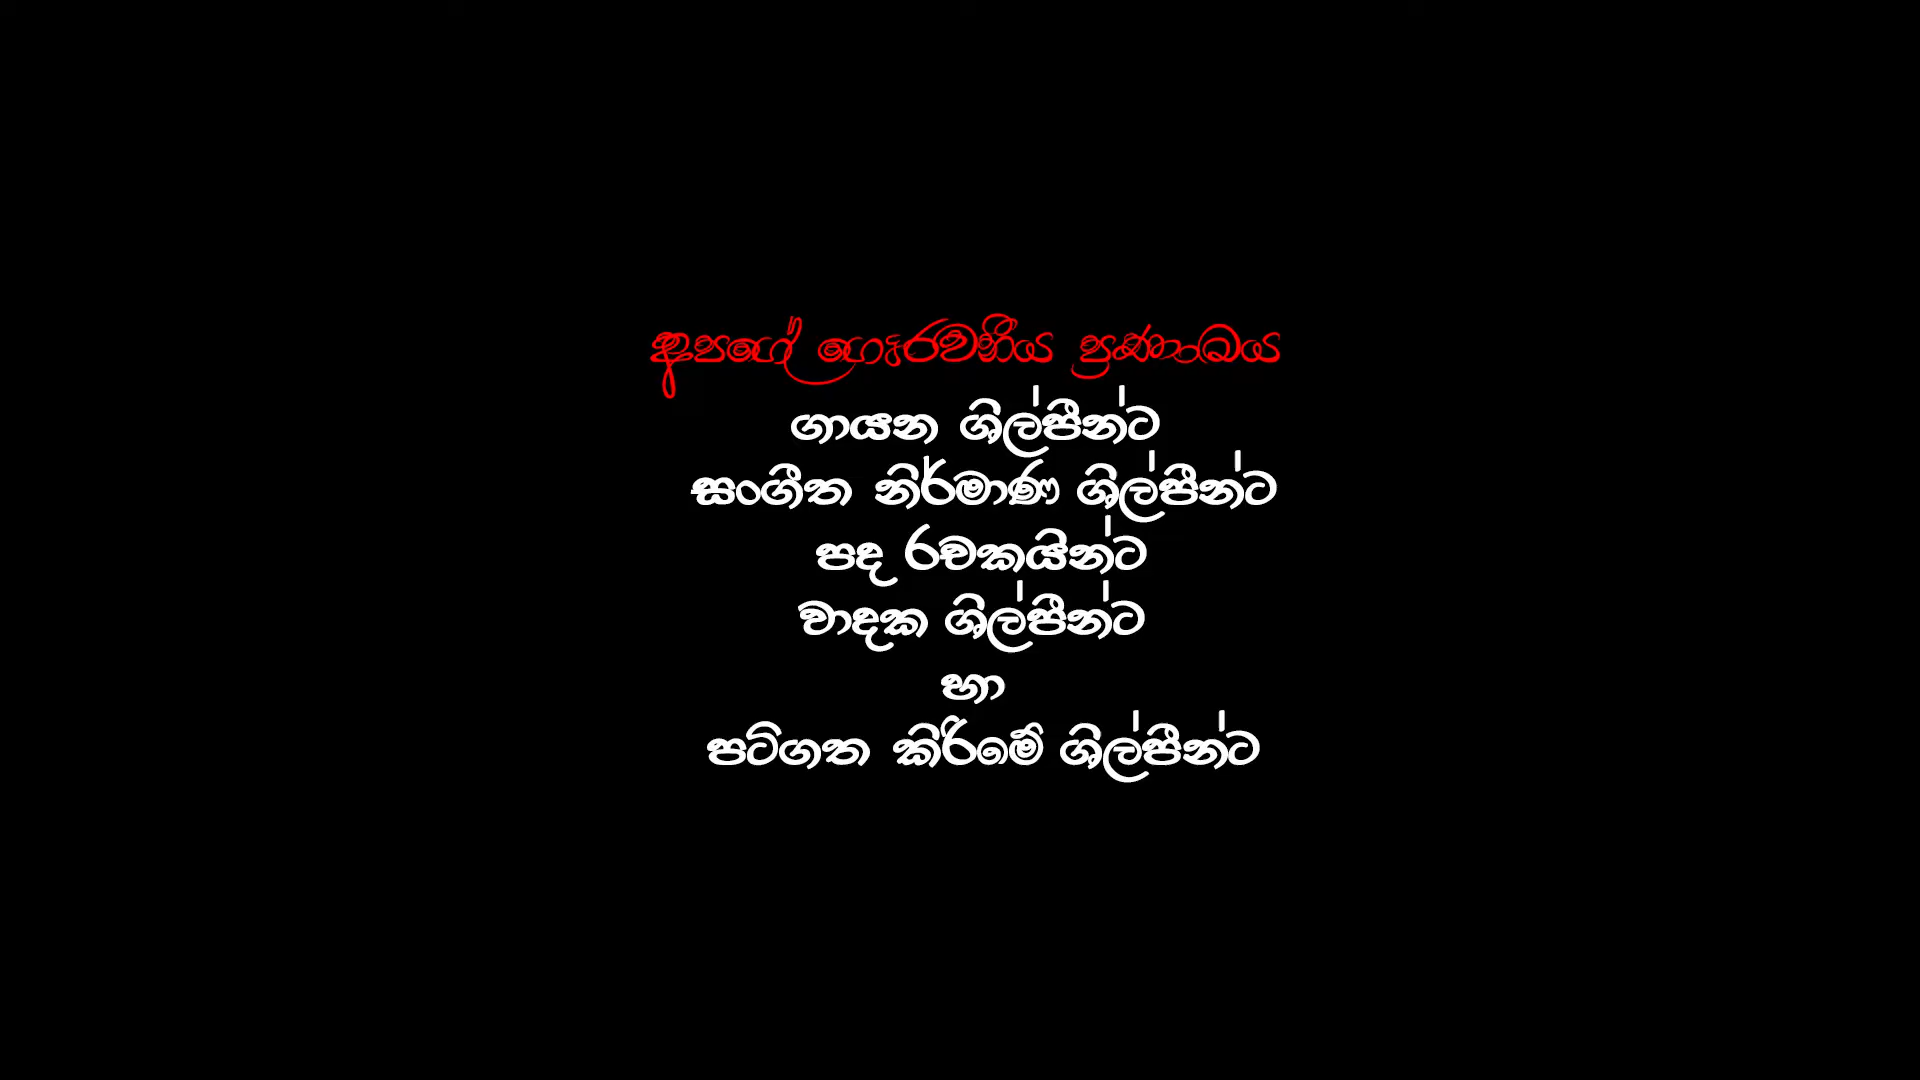 අපගේ ගෞරවනීය ප්‍රණාමය
ගායන ශිල්පීන්ට
සංගීත නිර්මාණ ශිල්පීන්ට
පද රචකයින්ට
වාදක ශිල්පීන්ට
හා
පටිගත කිරිමේ ශිල්පීන්ට